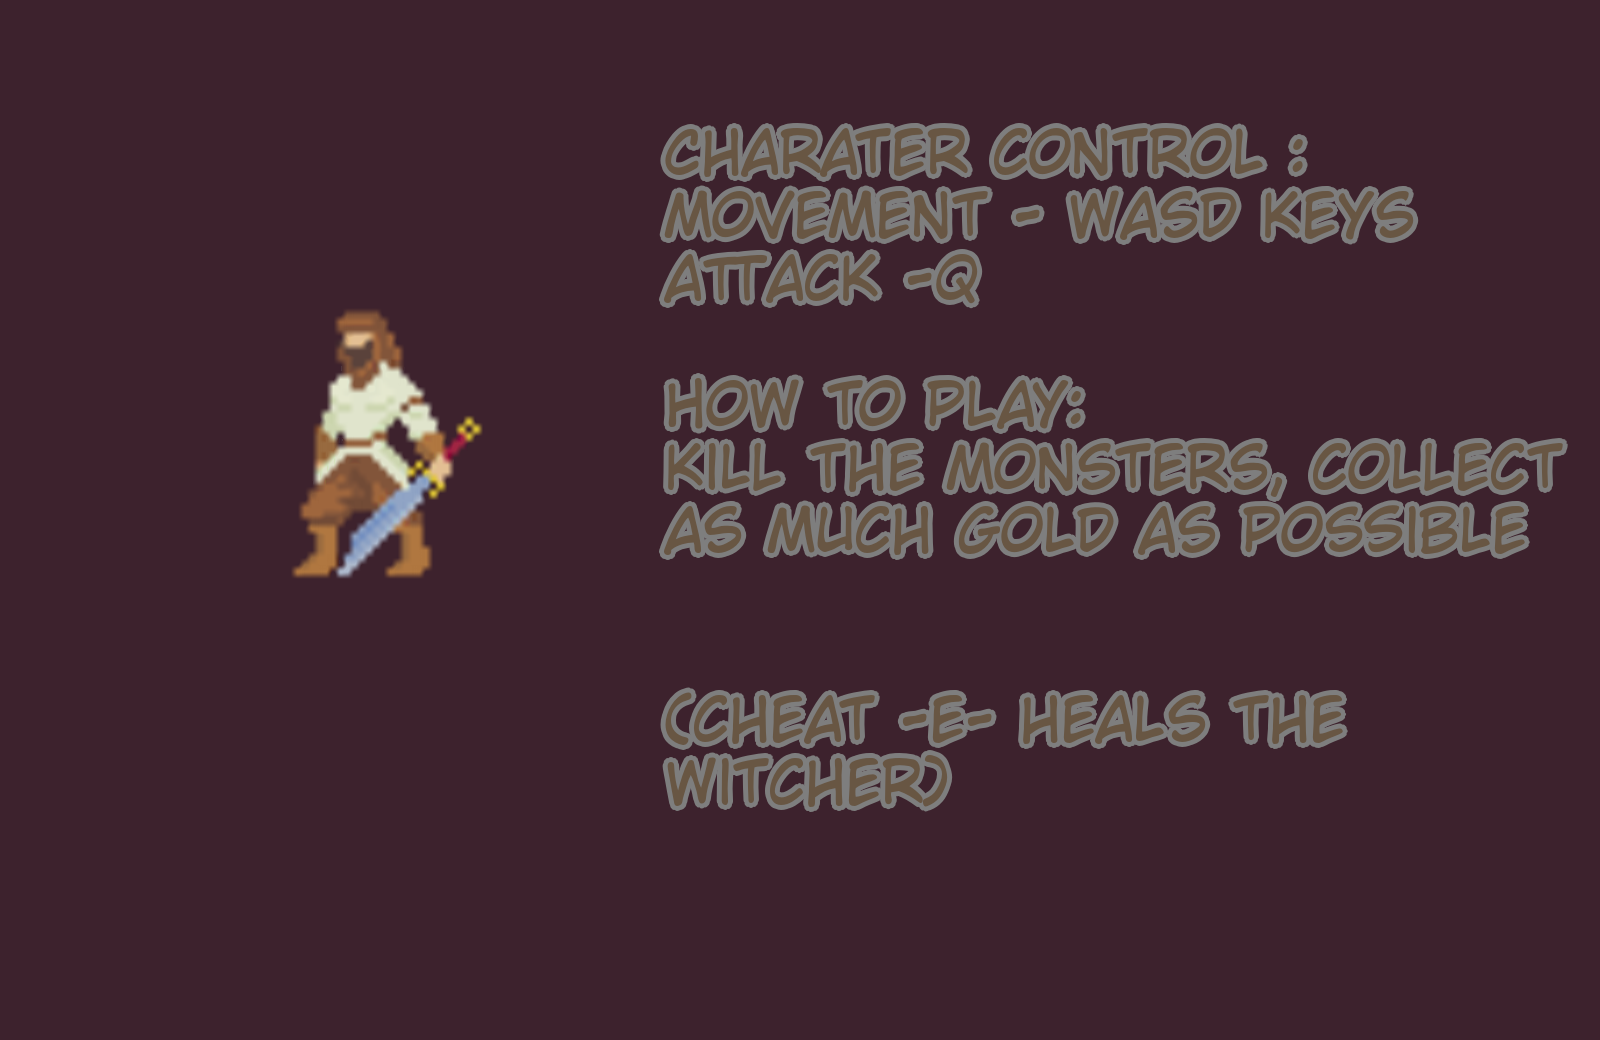 CHARATER CONTROL :
MOVEMENT - WASD KEYS
ATTACK -Q
HOW TO PLAY:
KILL THE MONSTERS, COLLECT
AS MUCH GOLD AS POSSIBLE
(CHEAT -E- HEALS THE
WITCHER)